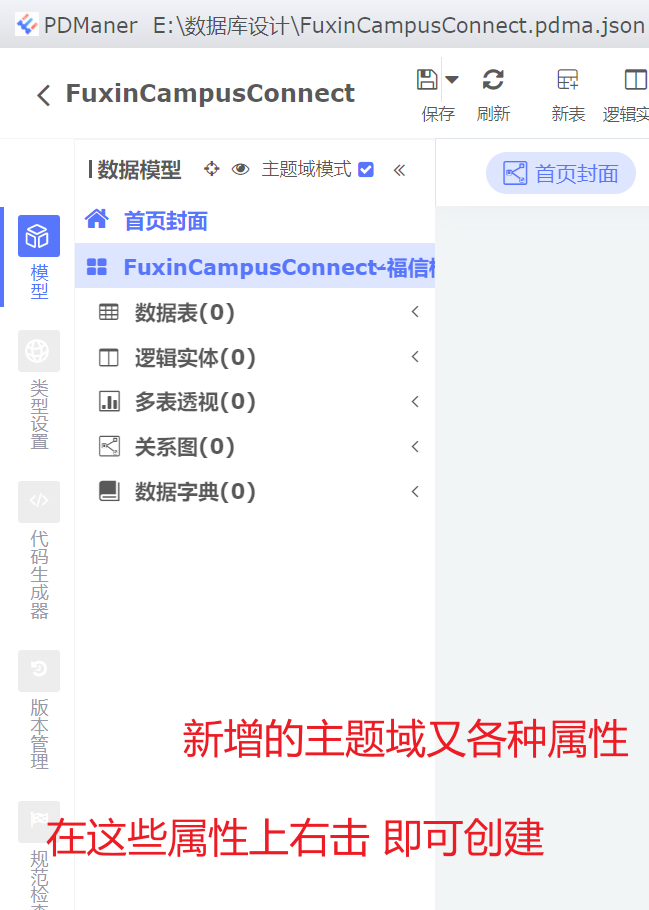 PDManer E:\数据库设计\FuxinCampusConnect.pdma.json
FuxinCampusConnect
保存
刷新
新表
逻辑实
数据模型
主题域模式
首页封面
首页封面
FuxinCampusConnect-福信
数据表(0)
逻辑实体(0)
多表透视(0)
关系图(0)
数据字典(0)
模型
类型设置
代码生成器
版本管理
规范检
新增的主题域又各种属性
在这些属性上右击 即可创建